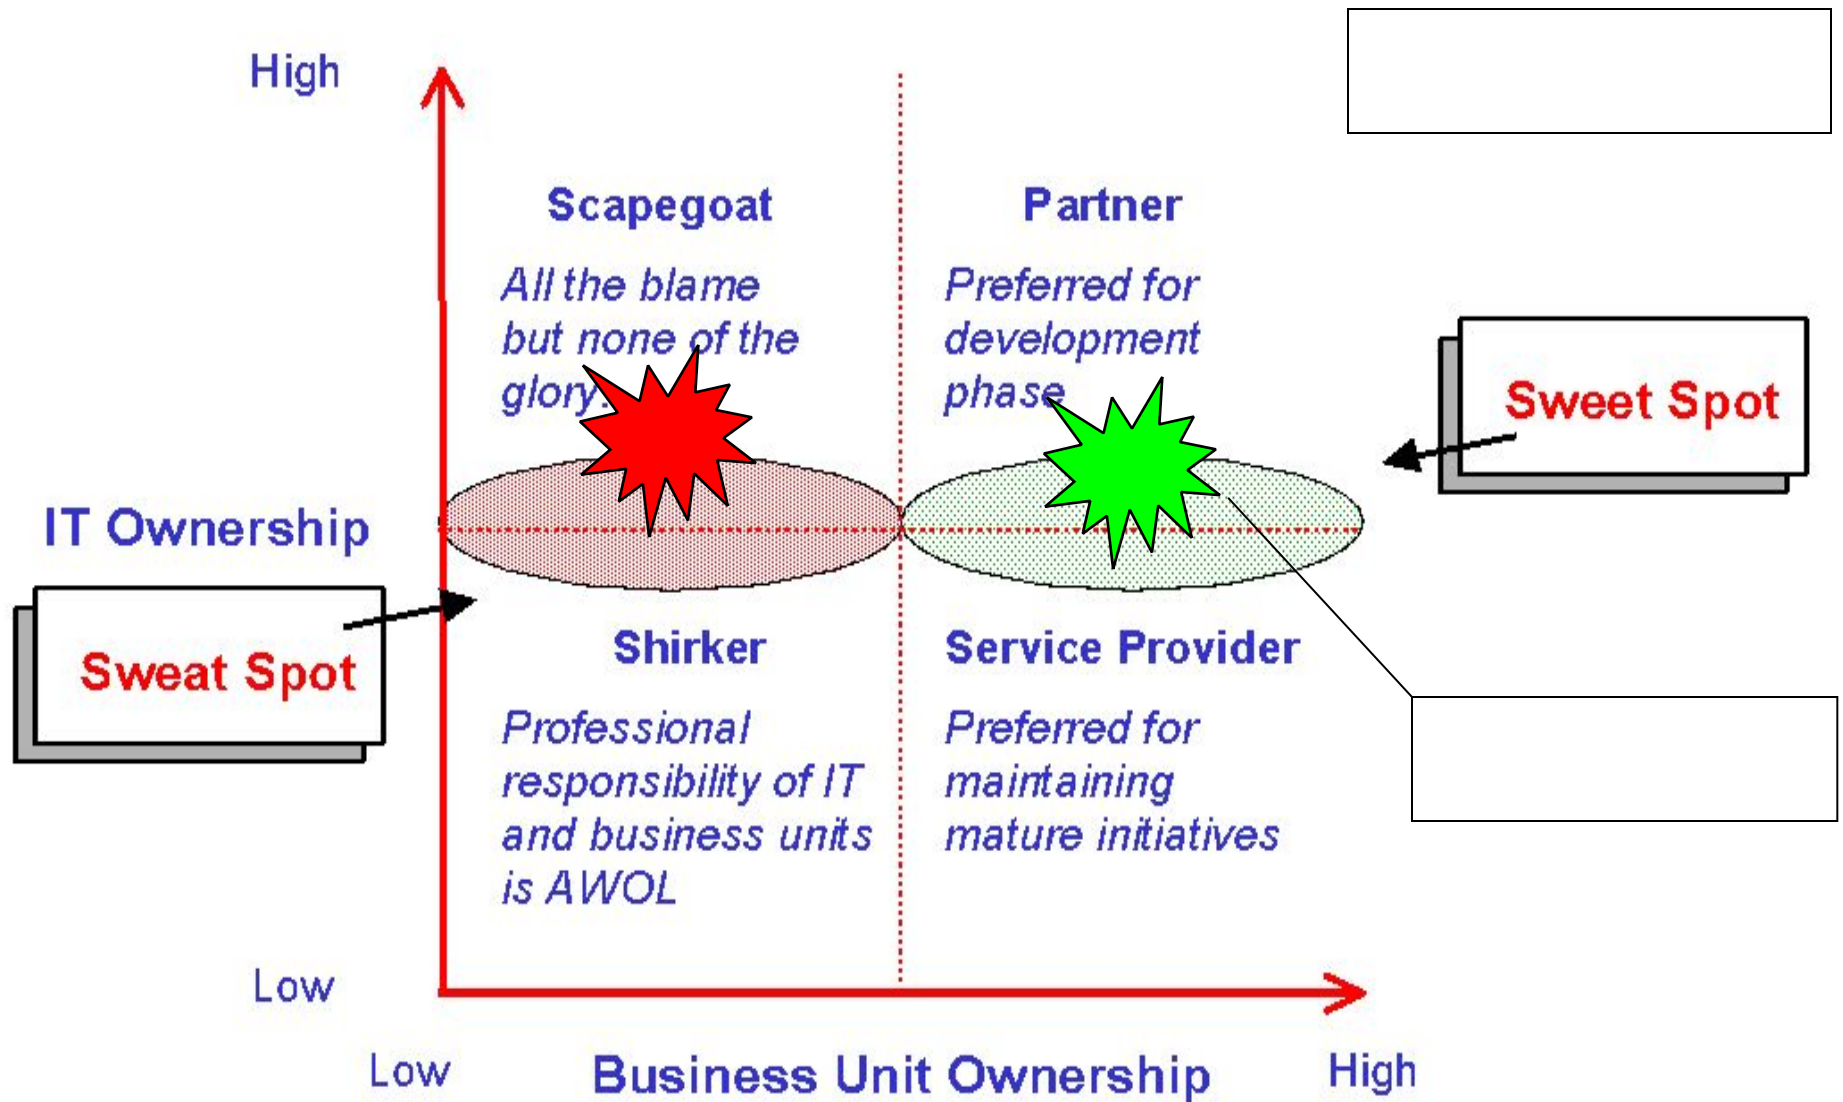 High
Scapegoat
All the blame
but none of the
glory.
Partner
Preferred for
development
phase
Sweet Spot
IT Ownership
Sweat Spot
Shirker
Professional
responsibility of IT
and business units
is AWOL
Service Provider
Preferred for
maintaining
mature initiatives
Low
Low
Business Unit Ownership
High